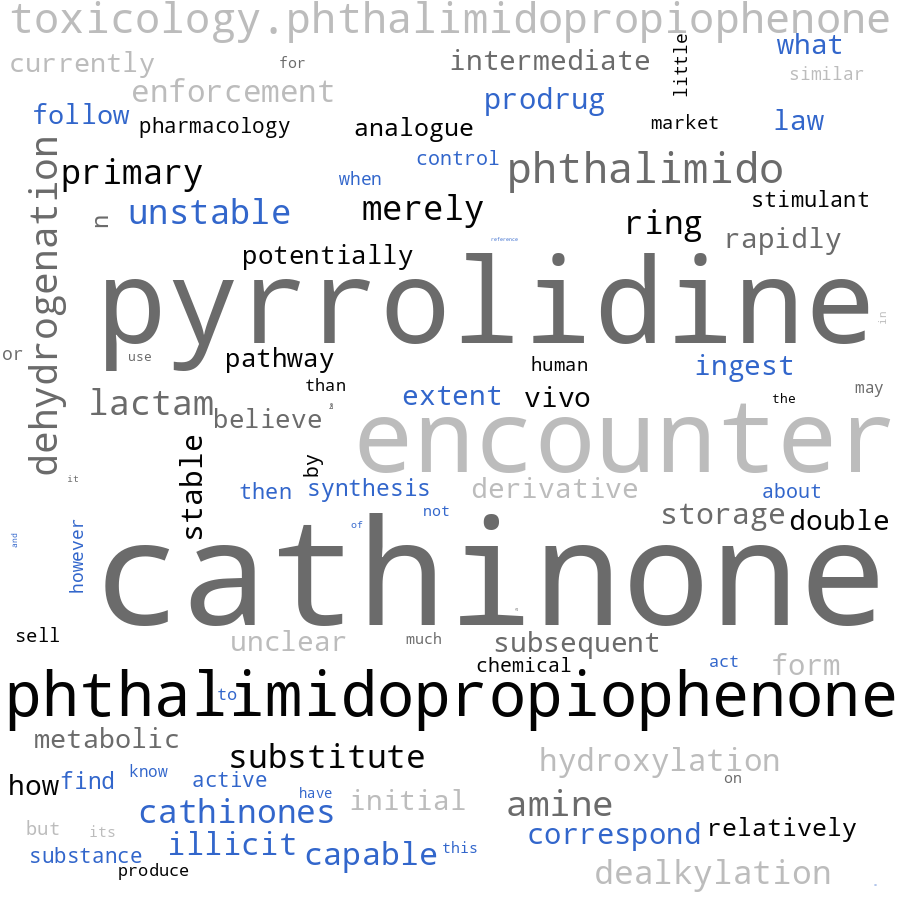 toxicology.phthalimidopropiophenone
currently for intermediate little what
enforcement similar
follow prodrug
pharmacology analogue market law
dehydrogenation primary when control phthalimido
n unstable merely ring stimulant
potentially reference rapidly
pyrrolidine in
or use pathway human ingest
lactam than extent vivo the may
believe encounter
it stable by then synthesis derivative about
and however of not storage double
cathinone
sell unclear much subsequent
chemical act form
phthalimidopropiophenone
to
metabolic substitute hydroxylation
how find know active have initial on
cathinones amine
but its illicit capable this correspond relatively
substance produce dealkylation